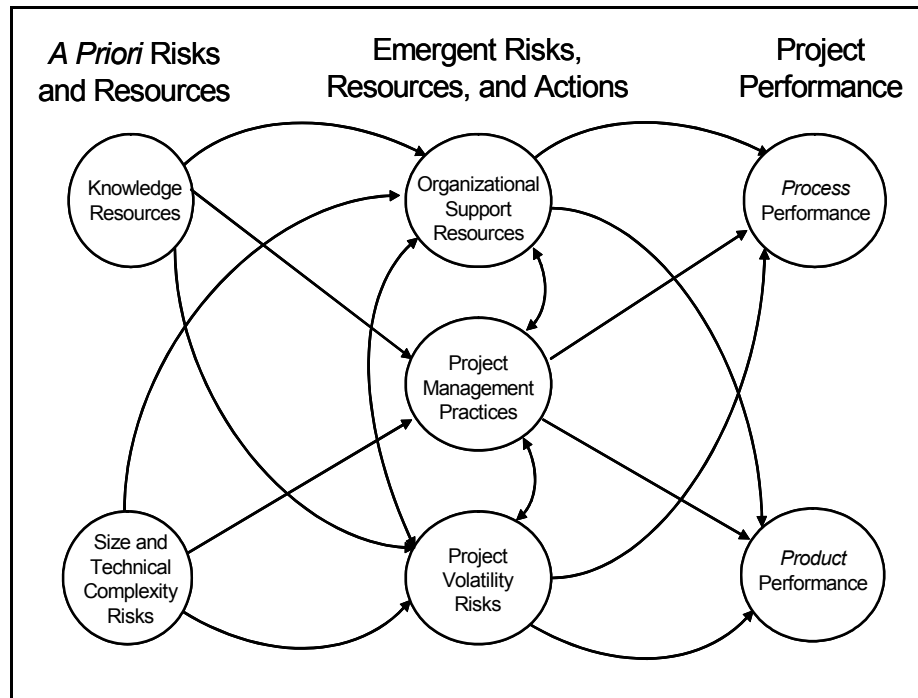 A Priori Risks
and Resources
Emergent Risks,
Resources, and Actions
Project
Performance
Knowledge
Resources
Organizational
Support
Resources
Process
Performance
Project
Management
Practices
Size and
Technical
Complexity
Risks
Project
Volatility
Risks
Product
Performance